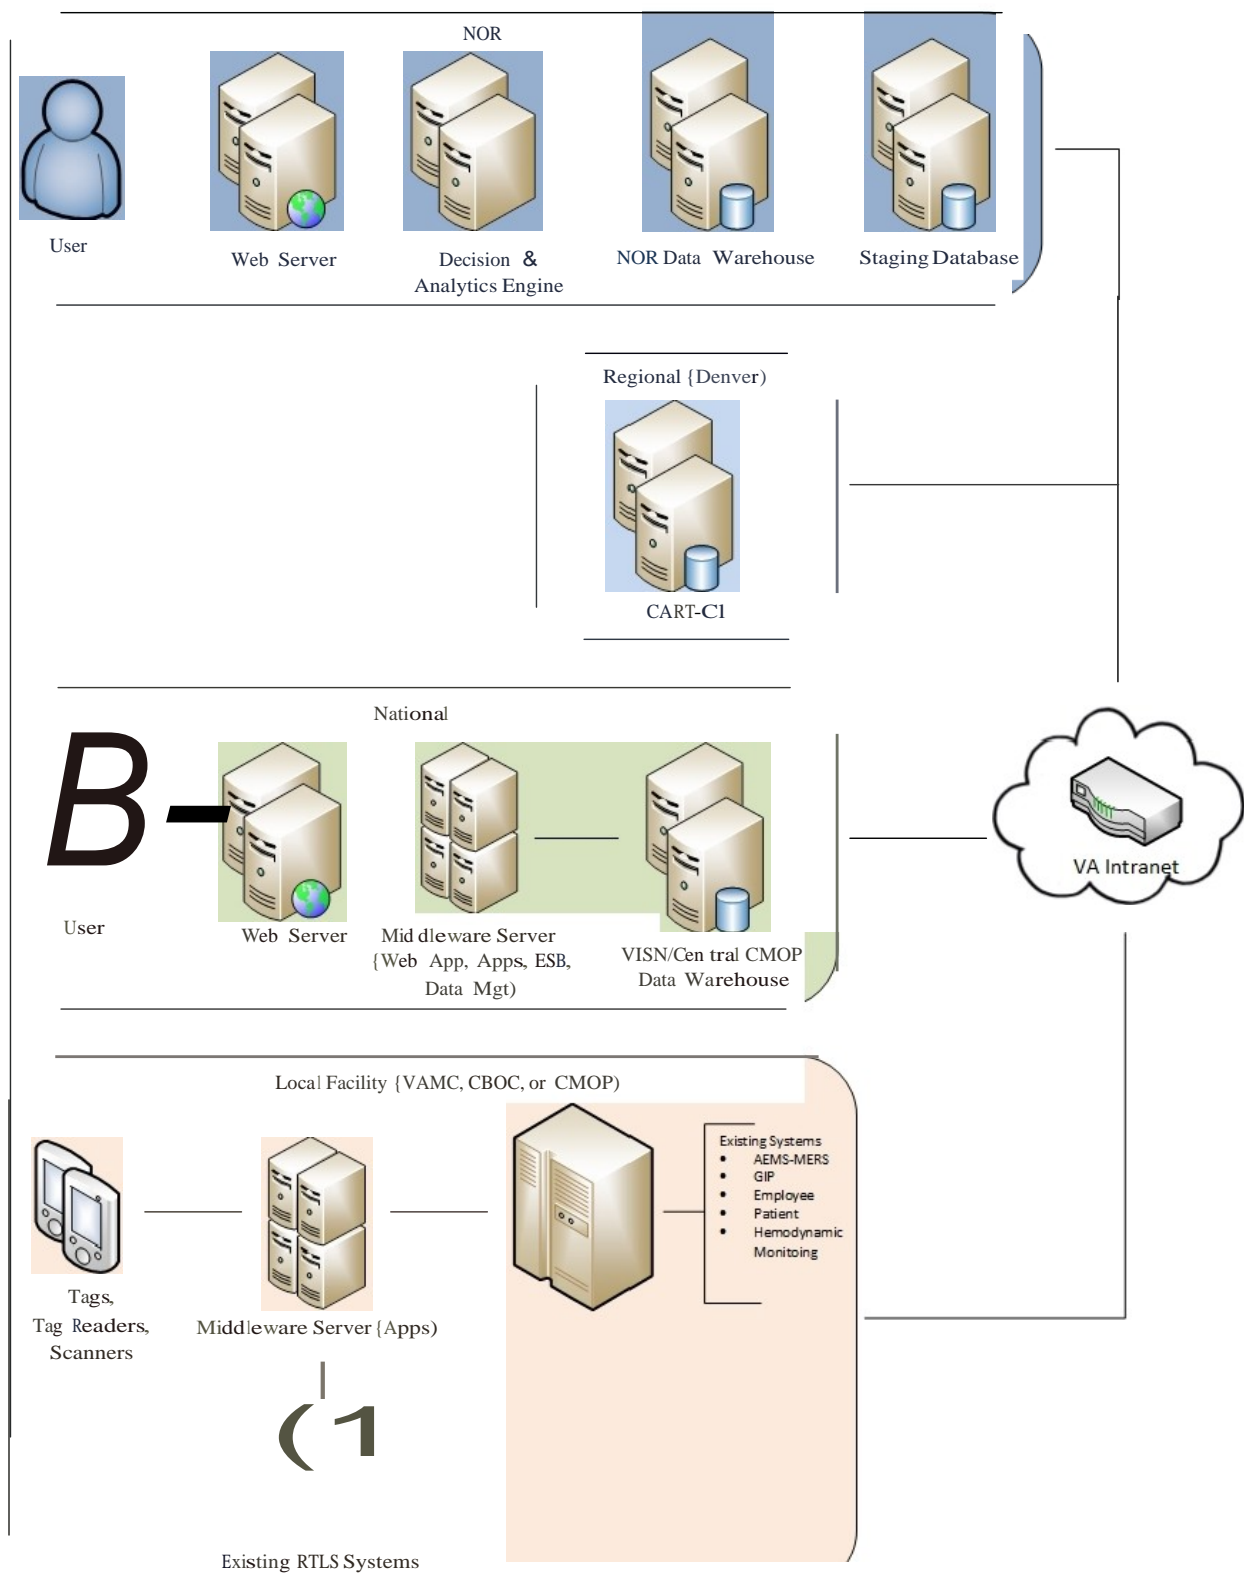 NOR
User
Web Server
Decision &
Analytics Engine
NOR Data Warehouse
Staging Database
Regional {Denver)
CART-C1
National
B-
User
Web Server
Middleware Server
{Web App, Apps, ESB,
Data Mgt)
VISN/Cen tral CMOP
Data Warehouse
VA Intranet
Local Facility {VAMC, CBOC, or CMOP)
Existing Systems
• AEMS-MERS
• GIP
• Employee
• Patient
• Hemodynamic
Monitoing
Tags,
Tag Readers,
Scanners
Middleware Server {Apps)
(1
Existing RTLS Systems